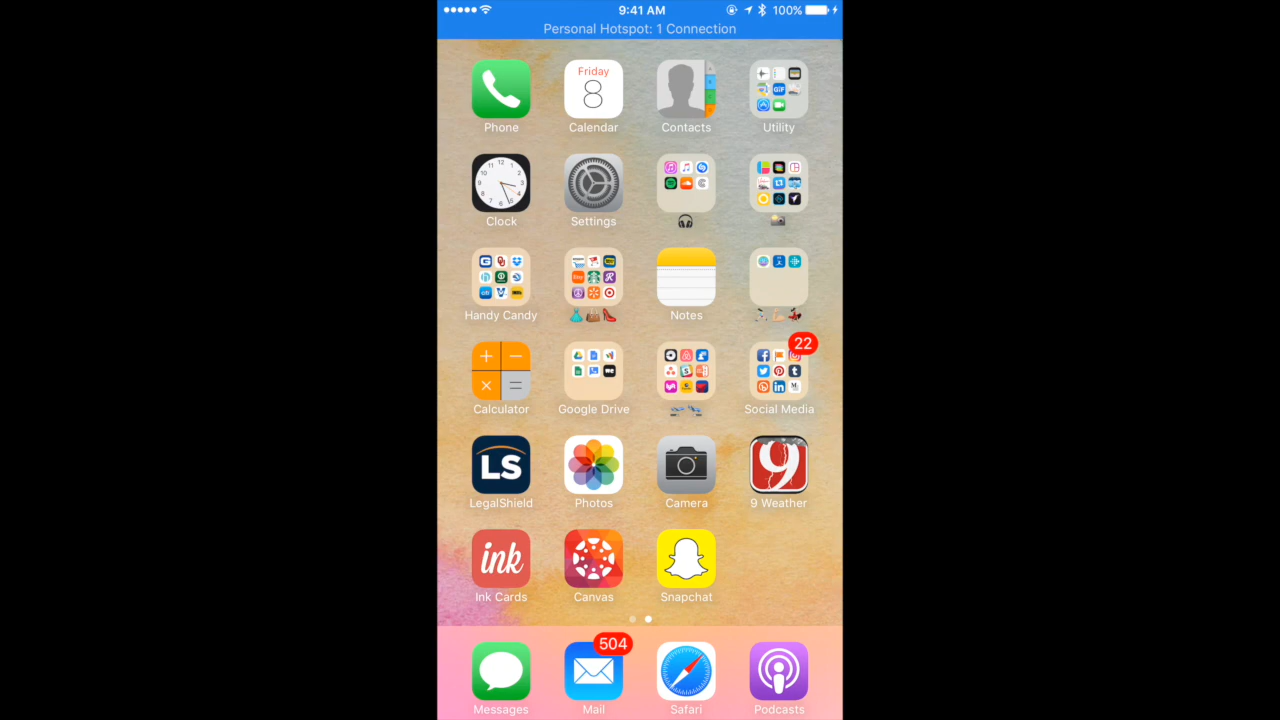 9:41 AM
100%
Personal Hotspot: 1 Connection
Friday
8
Phone
Calendar
Contacts
GIF
Utility
Clock
Settings
Handy Candy
Notes
22
Calculator
Google Drive
Social Media
LS
9
LegalShield
Photos
Camera
9 Weather
ink
Ink Cards
Canvas
Snapchat
504
Messages
Mail
Safari
Podcasts